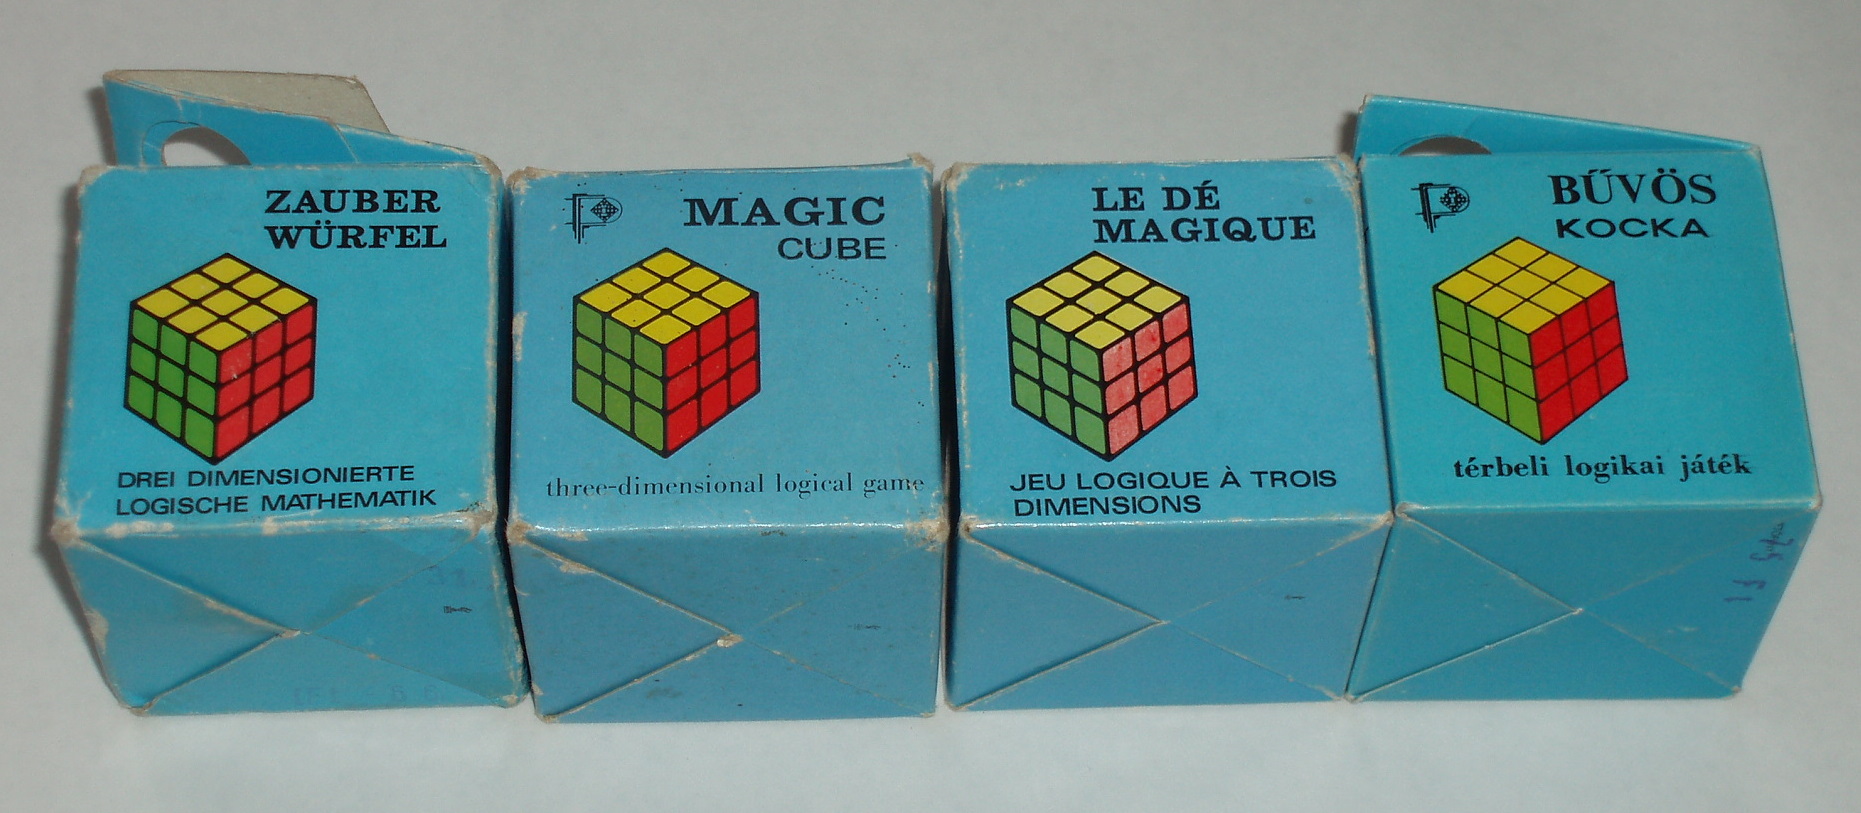 ZAUBER
WÜRFEL
DREI DIMENSIONIERTE
LOGISCHE MATHEMATIK
MAGIC
CUBE
three-dimensional logical game
LE DÉ
MAGIQUE
JEU LOGIQUE À TROIS
DIMENSIONS
BŰVÖS
KOCKA
térbeli logikai játék